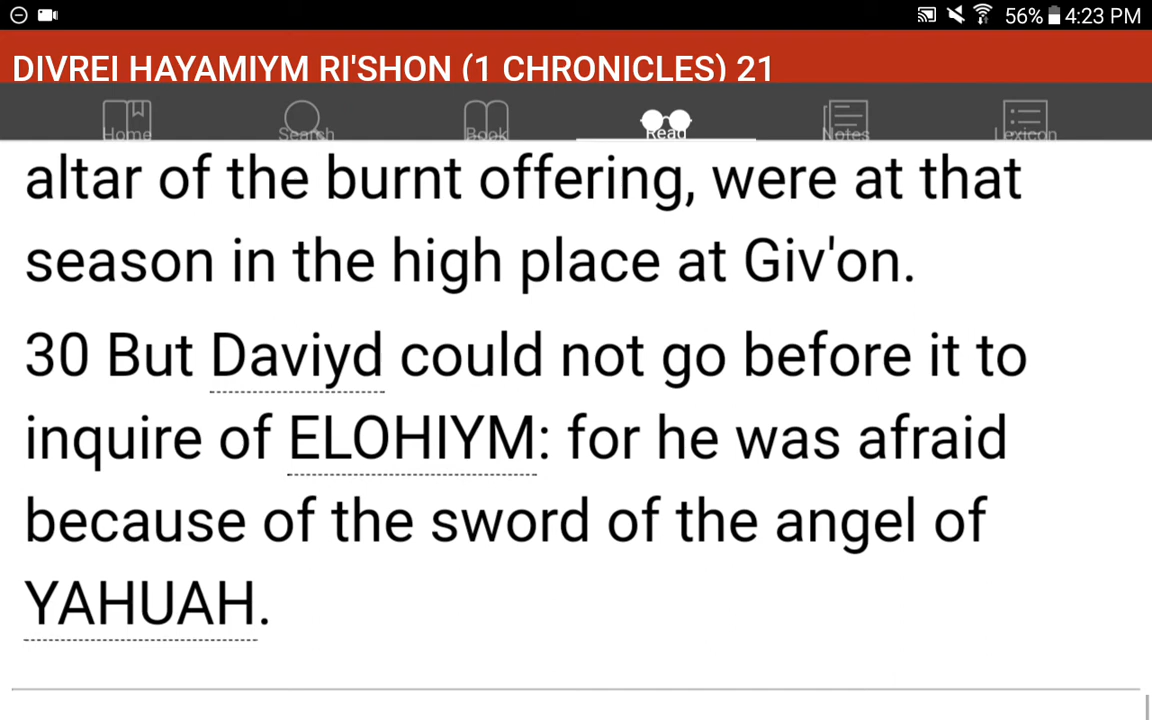 56% 4:23 PM
DIVREI HAYAMIYM RI'SHON (1 CHRONICLES) 21
Home Search Book Read Notes Lexicon
altar of the burnt offering, were at that
season in the high place at Giv'on.
30 But Daviyd could not go before it to
inquire of ELOHIYM: for he was afraid
because of the sword of the angel of
YAHUAH.